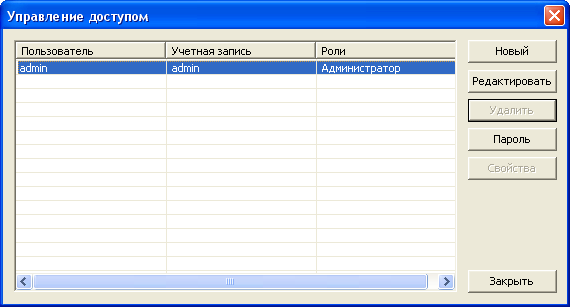 Управление доступом
Пользователь Учетная запись Роли
admin admin Администратор
Новый
Редактировать
Удалить
Пароль
Свойства
Закрыть